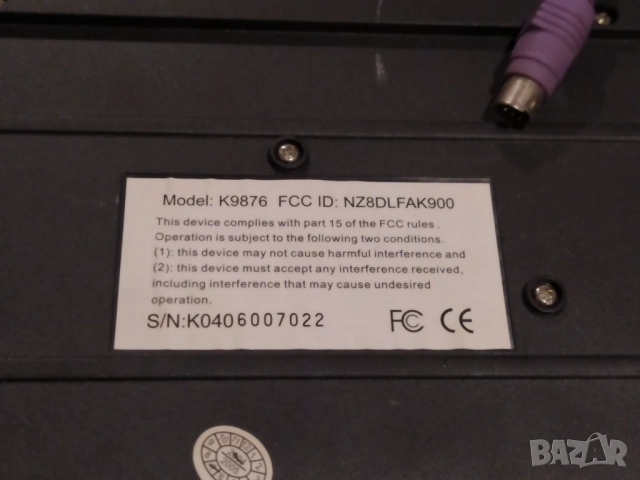 Model: K9876 FCC ID: NZ8DLFAK900
This device complies with part 15 of the FCC rules .
Operation is subject to the following two conditions.
(1): this device may not cause harmful interference and
(2): this device must accept any interference received,
including interference that may cause undesired
operation.
S/N:K0406007022 FC CE
BAZAR